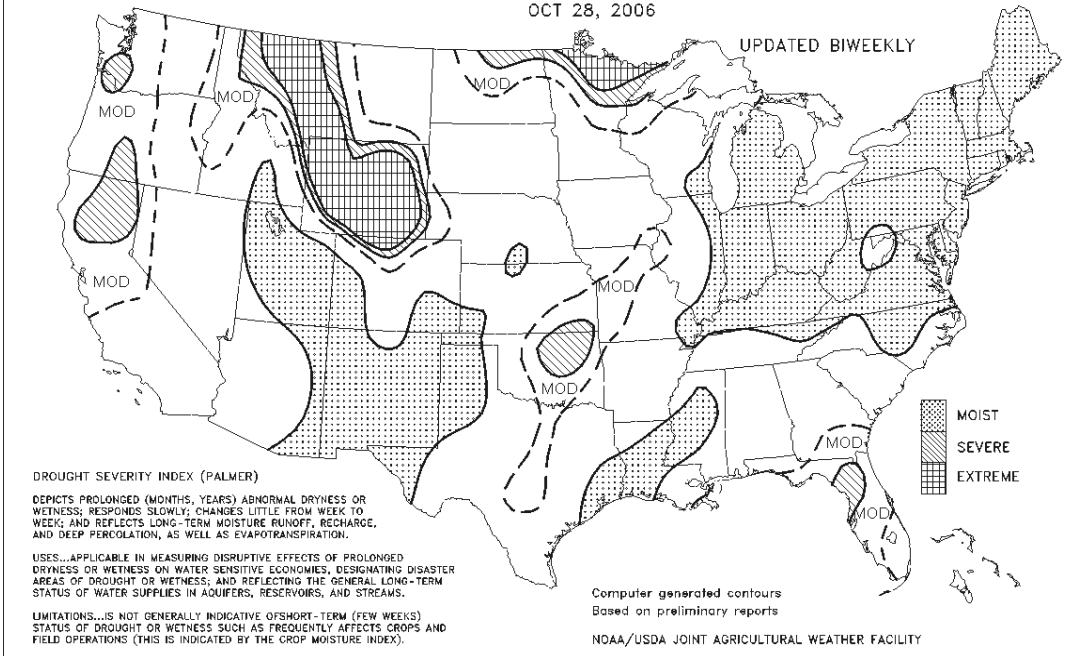 OCT 28, 2006
UPDATED BIWEEKLY
MOD
MOD
MOD
MOD
MOD
MOD
MOD
MOD
MOIST
SEVERE
EXTREME
DROUGHT SEVERITY INDEX (PALMER)
DEPICTS PROLONGED (MONTHS, YEARS) ABNORMAL DRYNESS OR
WETNESS; RESPONDS SLOWLY; CHANGES LITTLE FROM WEEK TO
WEEK; AND REFLECTS LONG-TERM MOISTURE RUNOFF, RECHARGE,
AND DEEP PERCOLATION, AS WELL AS EVAPOTRANSPIRATION.
USES...APPLICABLE IN MEASURING DISRUPTIVE EFFECTS OF PROLONGED
DRYNESS OR WETNESS ON WATER SENSITIVE ECONOMIES, DESIGNATING DISASTER
AREAS OF DROUGHT OR WETNESS; AND REFLECTING THE GENERAL LONG-TERM
STATUS OF WATER SUPPLIES IN AQUIFERS, RESERVOIRS, AND STREAMS.
LIMITATIONS...IS NOT GENERALLY INDICATIVE OFSHORT-TERM (FEW WEEKS)
STATUS OF DROUGHT OR WETNESS SUCH AS FREQUENTLY AFFECTS CROPS AND
FIELD OPERATIONS (THIS IS INDICATED BY THE CROP MOISTURE INDEX).
Computer generated contours
Based on preliminary reports
NOAA/USDA JOINT AGRICULTURAL WEATHER FACILITY